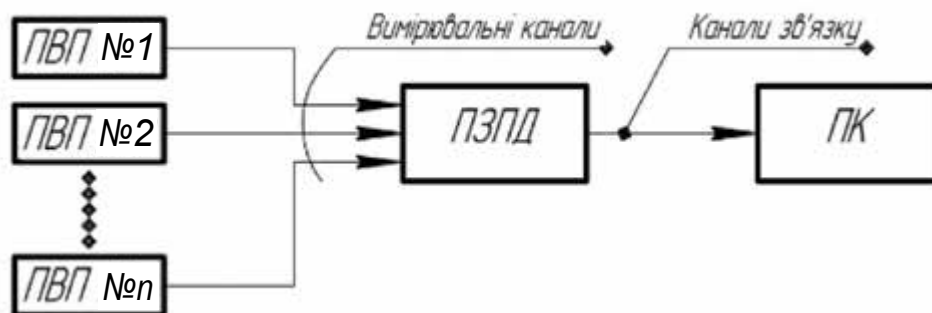 ПВП №1
Вимірювальні канали
Канали зв'язку
ПВП №2
ПЗПД
ПК
ПВП №n